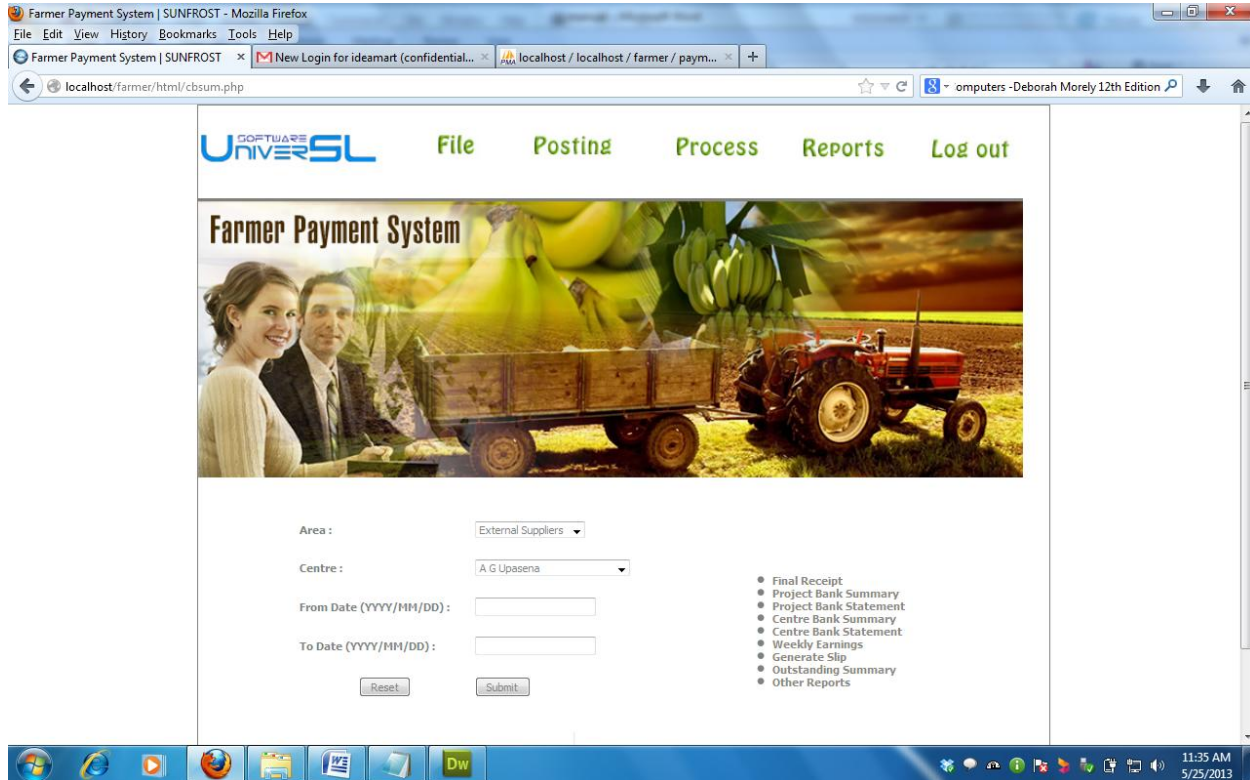 Farmer Payment System | SUNFROST - Mozilla Firefox
File Edit View History Bookmarks Tools Help
Farmer Payment System | SUNFROST × New Login for ideamart (confidential... × PMA localhost / localhost / farmer / paym... × +
localhost/farmer/html/cbsum.php 8 omputers -Deborah Morely 12th Edition
SOFTWARE
UNIVERSL File Posting Process Reports Log out
Farmer Payment System
Area : External Suppliers
Centre : A G Upasena
From Date (YYYY/MM/DD) :
To Date (YYYY/MM/DD) :
Reset Submit
Final Receipt
Project Bank Summary
Project Bank Statement
Centre Bank Summary
Centre Bank Statement
Weekly Earnings
Generate Slip
Outstanding Summary
Other Reports
Dw
11:35 AM
5/25/2013